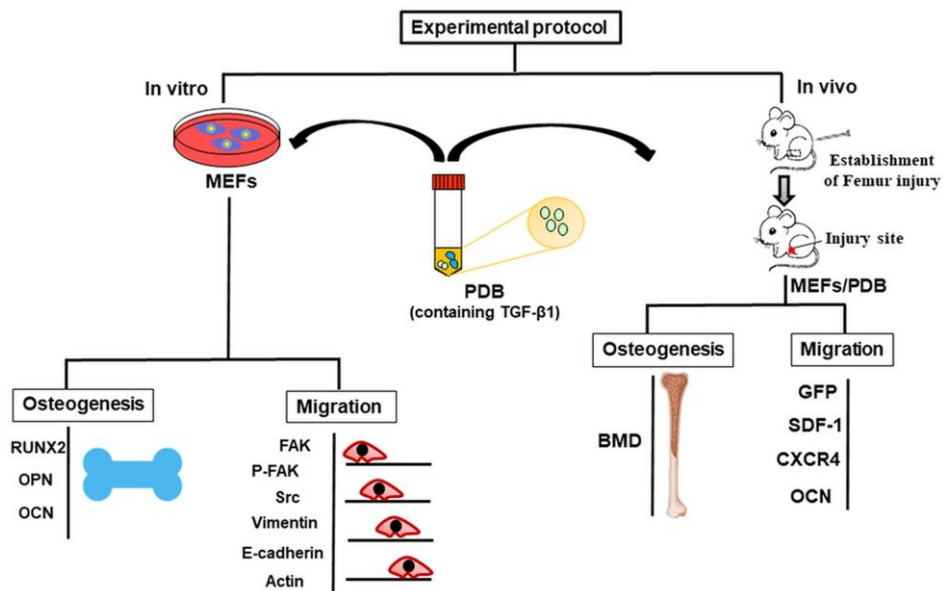 Experimental protocol
In vitro
In vivo
MEFs
Establishment
of Femur injury
Injury site
PDB
(containing TGF-β1)
MEFs/PDB
Osteogenesis
RUNX2
OPN
OCN
Migration
FAK
P-FAK
Src
Vimentin
E-cadherin
Actin
Osteogenesis
BMD
Migration
GFP
SDF-1
CXCR4
OCN